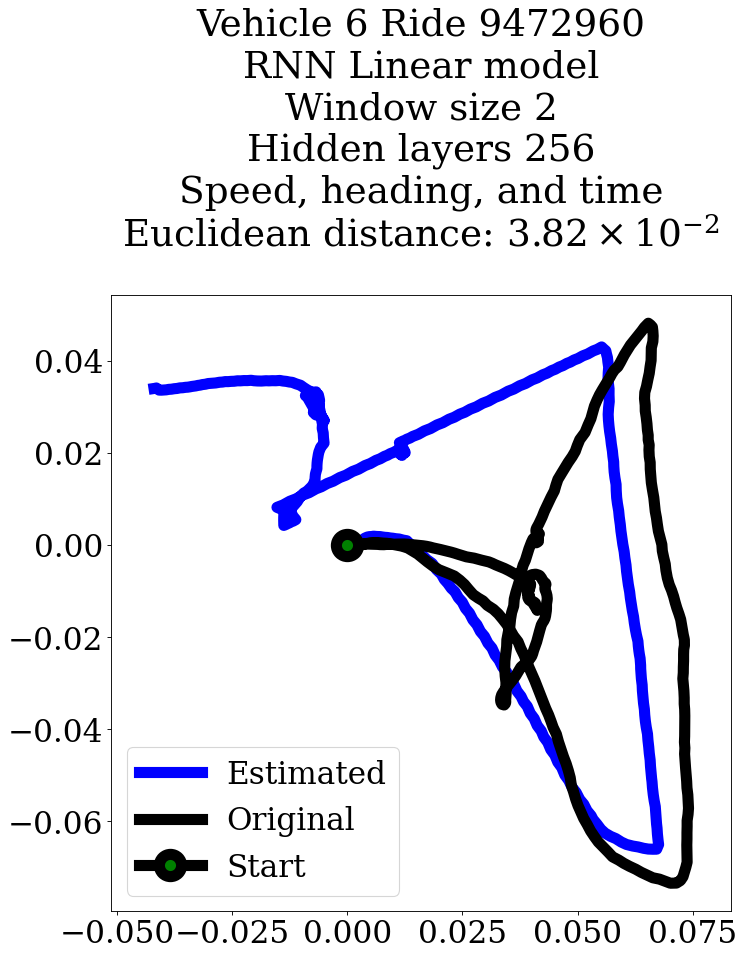 Vehicle 6 Ride 9472960
RNN Linear model
Window size 2
Hidden layers 256
Speed, heading, and time
Euclidean distance: 3.82 × 10⁻²
0.04
0.02
0.00
−0.02
−0.04
−0.06
Estimated
Original
Start
−0.050 −0.025 0.000 0.025 0.050 0.075